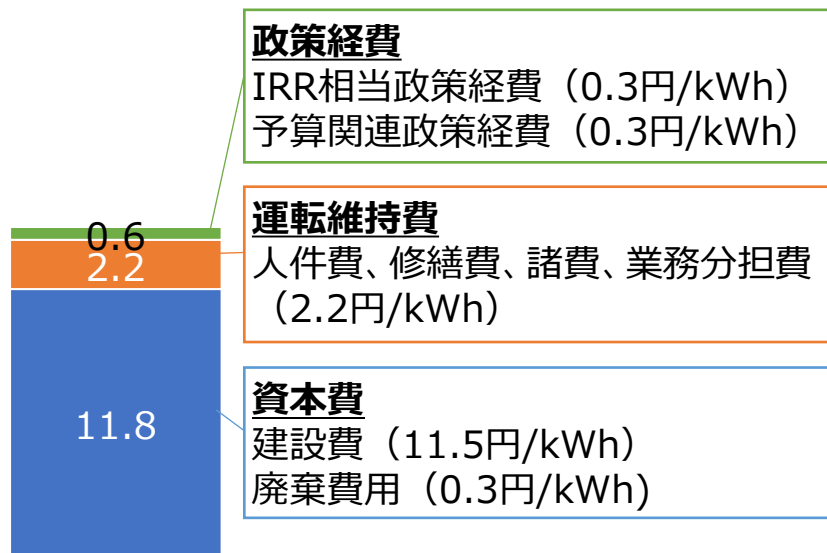 政策経費
IRR相当政策経費（0.3円/kWh）
予算関連政策経費（0.3円/kWh）
0.6
2.2
運転維持費
人件費、修繕費、諸費、業務分担費
（2.2円/kWh）
11.8
資本費
建設費（11.5円/kWh）
廃棄費用（0.3円/kWh)